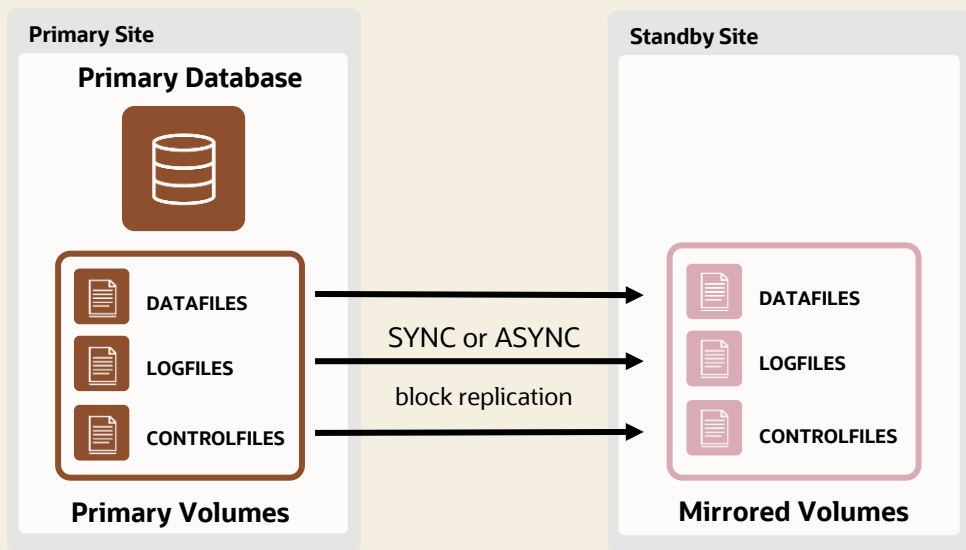 Primary Site
Primary Database
DATAFILES
LOGFILES
CONTROLFILES
Primary Volumes
SYNC or ASYNC
block replication
Standby Site
DATAFILES
LOGFILES
CONTROLFILES
Mirrored Volumes